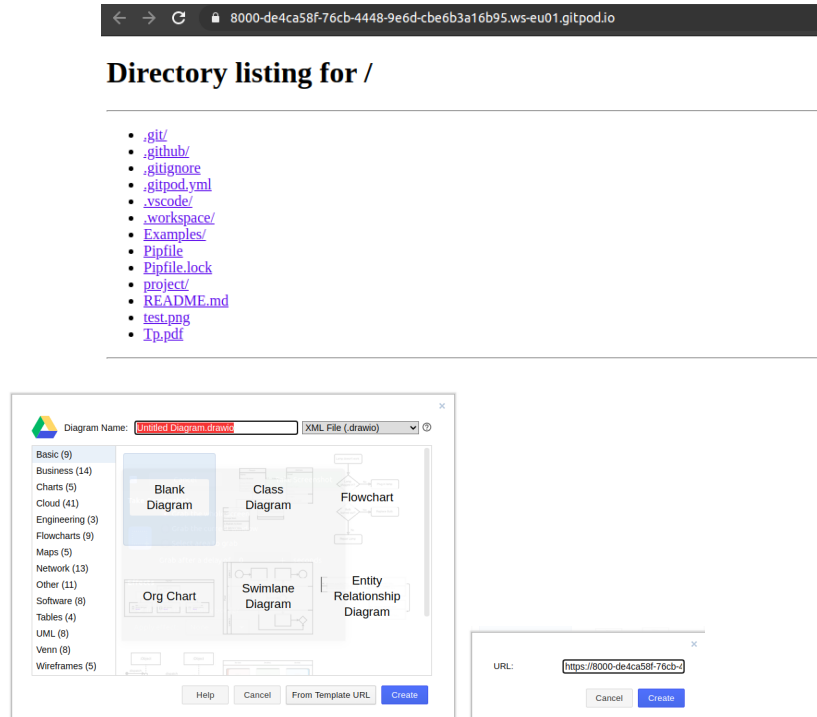 8000-de4ca58f-76cb-4448-9e6d-cbe6b3a16b95.ws-eu01.gitpod.io
Directory listing for /
.git/
.github/
.gitignore
.gitpod.yml
.vscode/
.workspace/
Examples/
Pipfile
Pipfile.lock
project/
README.md
test.png
Tp.pdf
Diagram Name: Untitled Diagram.drawio XML File (.drawio)
Basic (9)
Business (14)
Charts (5)
Cloud (41)
Engineering (3)
Flowcharts (9)
Maps (5)
Network (13)
Other (11)
Software (8)
Tables (4)
UML (8)
Venn (8)
Wireframes (5)
Blank
Diagram
Class
Diagram
Flowchart
Org Chart
Swimlane
Diagram
Entity
Relationship
Diagram
Help Cancel From Template URL Create
URL: https://8000-de4ca58f-76cb-4
Cancel Create